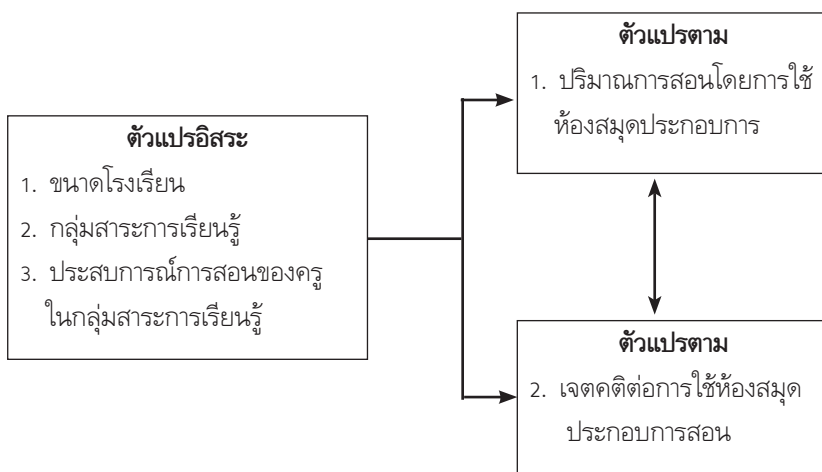 ตัวแปรอิสระ
1. ขนาดโรงเรียน
2. กลุ่มสาระการเรียนรู้
3. ประสบการณ์การสอนของครู
ในกลุ่มสาระการเรียนรู้
ตัวแปรตาม
1. ปริมาณการสอนโดยการใช้
ห้องสมุดประกอบการ
ตัวแปรตาม
2. เจตคติต่อการใช้ห้องสมุด
ประกอบการสอน